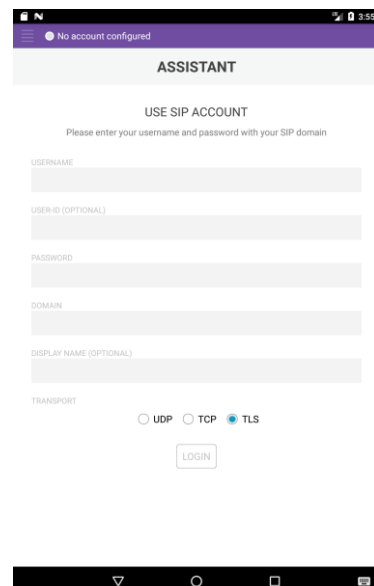 3:55
No account configured
ASSISTANT
USE SIP ACCOUNT
Please enter your username and password with your SIP domain
USERNAME
USER-ID (OPTIONAL)
PASSWORD
DOMAIN
DISPLAY NAME (OPTIONAL)
TRANSPORT
UDP TCP TLS
LOGIN